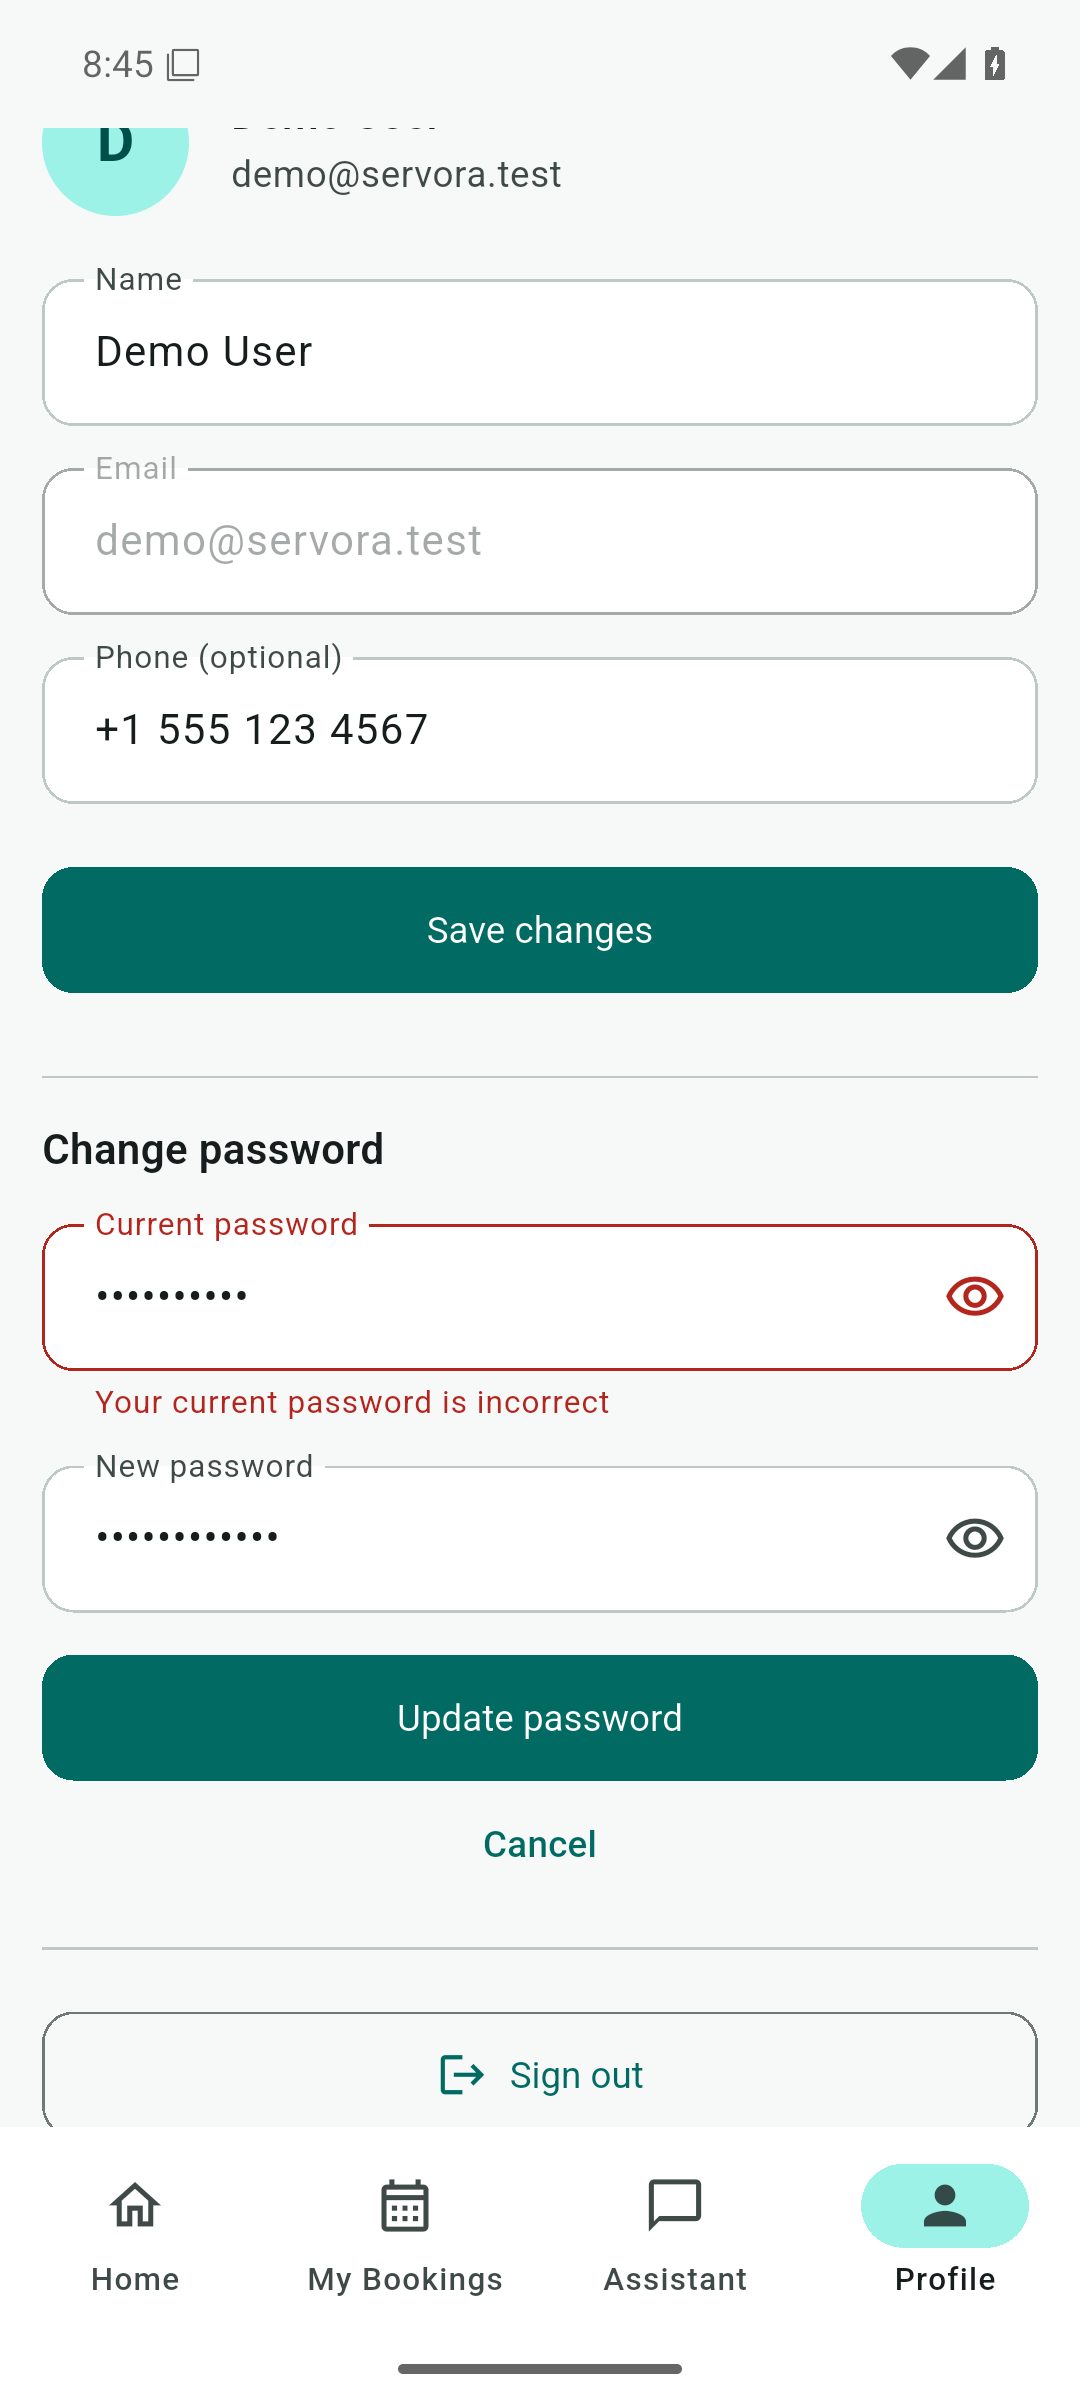 8:45
D
demo@servora.test
Name
Demo User
Email
demo@servora.test
Phone (optional)
+1 555 123 4567
Save changes
Change password
Current password
••••••••••
Your current password is incorrect
New password
••••••••••••
Update password
Cancel
Sign out
Home
My Bookings
Assistant
Profile